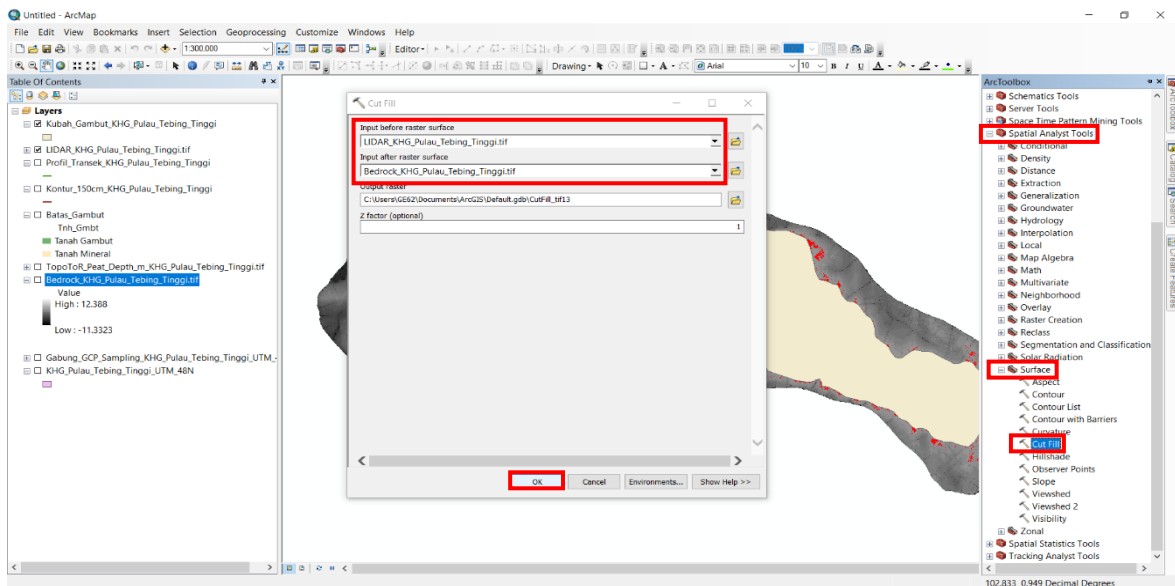 Untitled - ArcMap
File Edit View Bookmarks Insert Selection Geoprocessing Customize Windows Help
1:300.000
Editor
Drawing
Arial
10
B I U A
Table Of Contents
Layers
Kubah_Gambut_KHG_Pulau_Tebing_Tinggi
LIDAR_KHG_Pulau_Tebing_Tinggi.tif
Profil_Transek_KHG_Pulau_Tebing_Tinggi
Kontur_150cm_KHG_Pulau_Tebing_Tinggi
Batas_Gambut
Tnh_Gmbt
Tanah Gambut
Tanah Mineral
TopoToR_Peat_Depth_m_KHG_Pulau_Tebing_Tinggi.tif
Bedrock_KHG_Pulau_Tebing_Tinggi.tif
Value
High : 12.388
Low : -11.3323
Gabung_GCP_Sampling_KHG_Pulau_Tebing_Tinggi_UTM_
KHG_Pulau_Tebing_Tinggi_UTM_48N
Cut Fill
Input before raster surface
LIDAR_KHG_Pulau_Tebing_Tinggi.tif
Input after raster surface
Bedrock_KHG_Pulau_Tebing_Tinggi.tif
Output raster
C:\Users\GE62\Documents\ArcGIS\Default.gdb\CutFill_tif13
Z factor (optional)
1
OK Cancel Environments... Show Help >>
ArcToolbox
Schematics Tools
Server Tools
Space Time Pattern Mining Tools
Spatial Analyst Tools
Conditional
Density
Distance
Extraction
Generalization
Groundwater
Hydrology
Interpolation
Local
Map Algebra
Math
Multivariate
Neighborhood
Overlay
Raster Creation
Reclass
Segmentation and Classification
Solar Radiation
Surface
Aspect
Contour
Contour List
Contour with Barriers
Curvature
Cut Fill
Hillshade
Observer Points
Slope
Viewshed
Viewshed 2
Visibility
Zonal
Spatial Statistics Tools
Tracking Analyst Tools
ArcToolbox
Catalog
Search
Create Features
102.833 0.949 Decimal Degrees